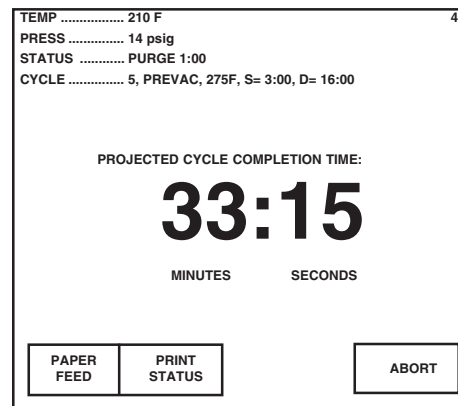 TEMP ................ 210 F 4
PRESS ............... 14 psig
STATUS ............ PURGE 1:00
CYCLE ............... 5, PREVAC, 275F, S= 3:00, D= 16:00
PROJECTED CYCLE COMPLETION TIME:
33:15
MINUTES SECONDS
PAPER FEED
PRINT STATUS
ABORT